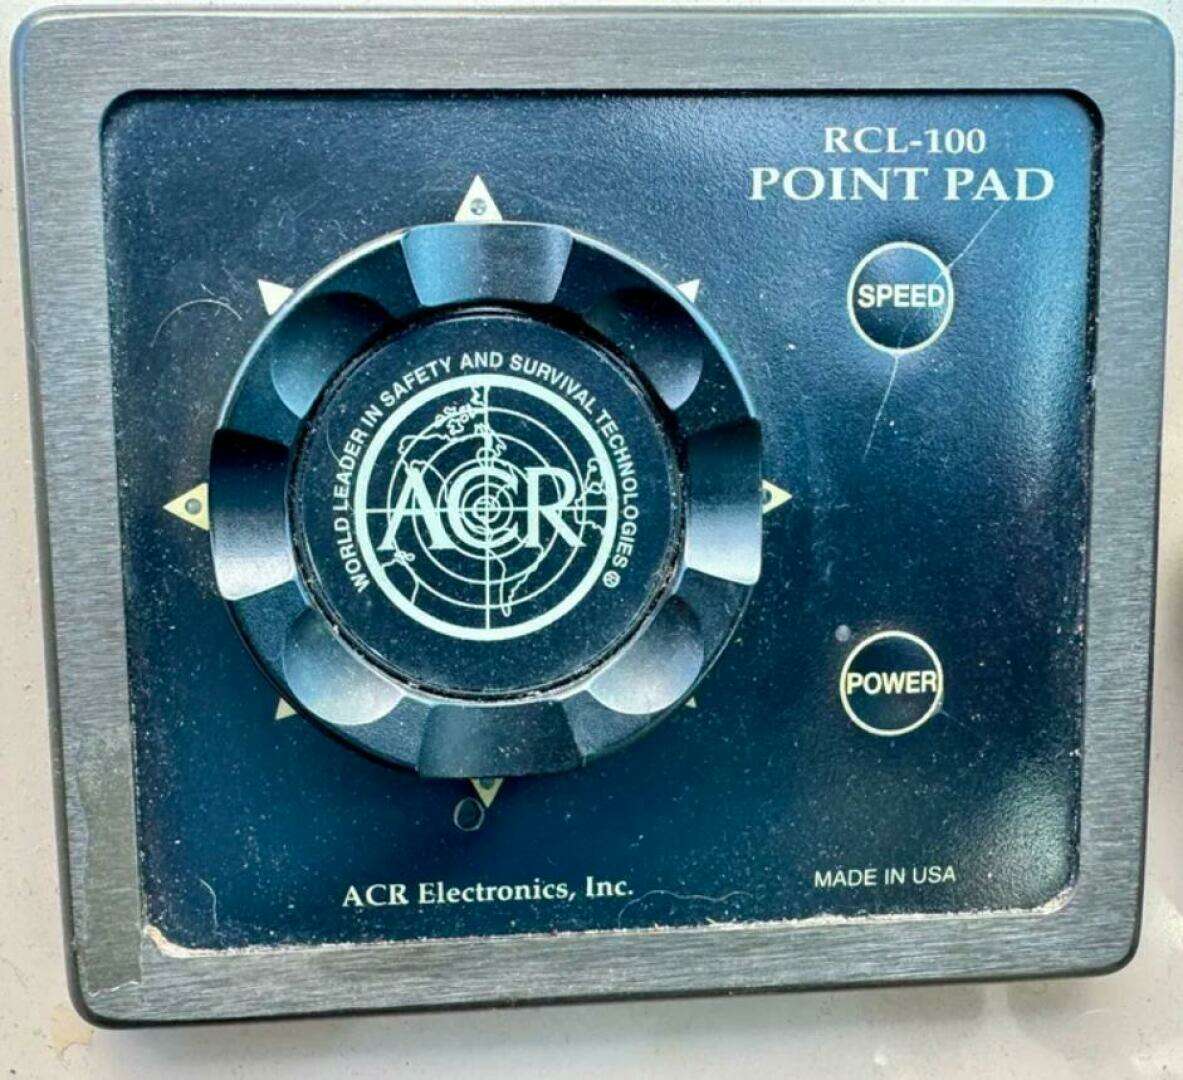 RCL-100
POINT PAD
SPEED
WORLD LEADER IN SAFETY AND SURVIVAL TECHNOLOGIES ®
ACR
POWER
MADE IN USA
ACR Electronics, Inc.